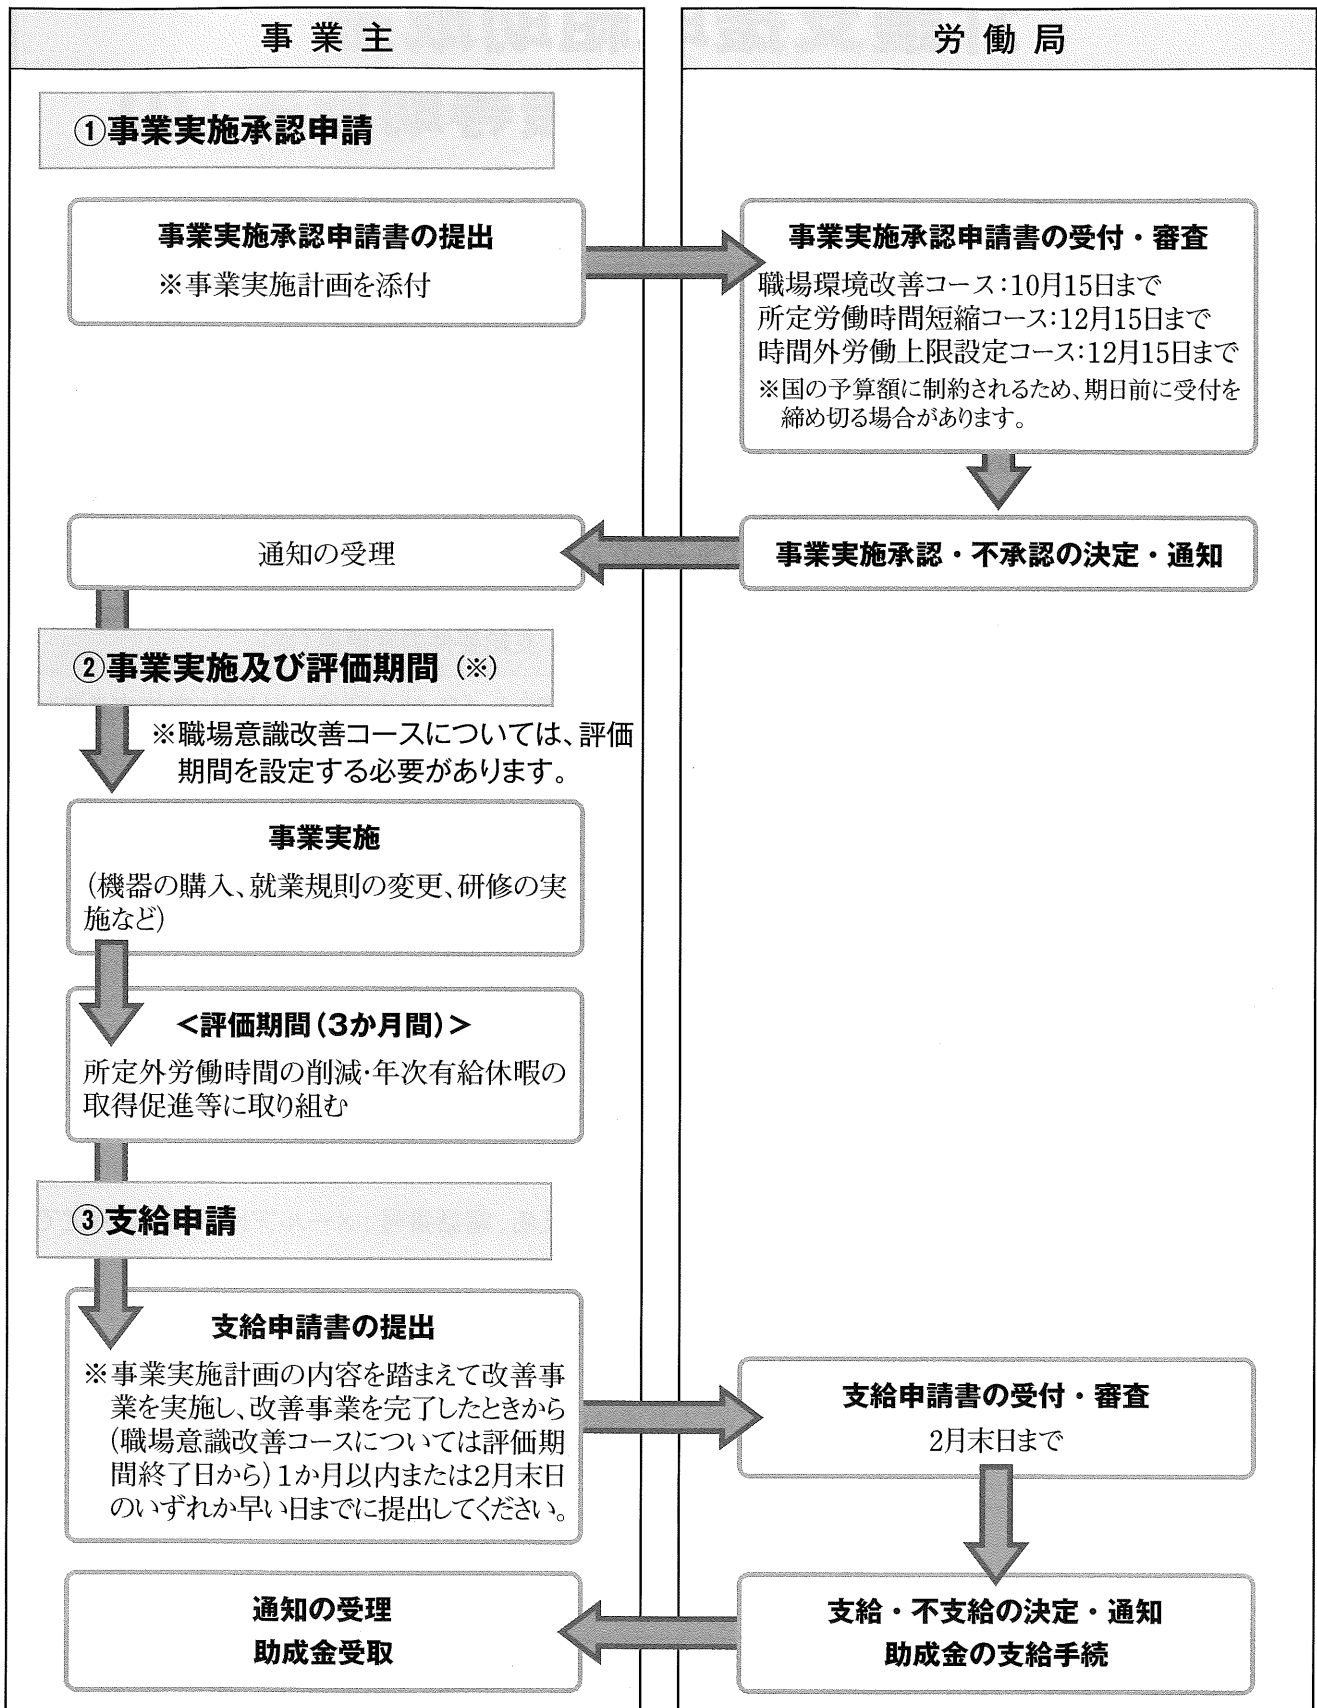 事業主
労働局
①事業実施承認申請
事業実施承認申請書の提出
※事業実施計画を添付
事業実施承認申請書の受付・審査
職場環境改善コース:10月15日まで
所定労働時間短縮コース:12月15日まで
時間外労働上限設定コース:12月15日まで
※国の予算額に制約されるため、期日前に受付を
締め切る場合があります。
通知の受理
事業実施承認・不承認の決定・通知
②事業実施及び評価期間(※)
※職場意識改善コースについては、評価
期間を設定する必要があります。
事業実施
(機器の購入、就業規則の変更、研修の実
施など)
<評価期間(3か月間)>
所定外労働時間の削減・年次有給休暇の
取得促進等に取り組む
③支給申請
支給申請書の提出
※事業実施計画の内容を踏まえて改善事
業を実施し、改善事業を完了したときから
(職場意識改善コースについては評価期
間終了日から)1か月以内または2月末日
のいずれか早い日までに提出してください。
支給申請書の受付・審査
2月末日まで
通知の受理
助成金受取
支給・不支給の決定・通知
助成金の支給手続